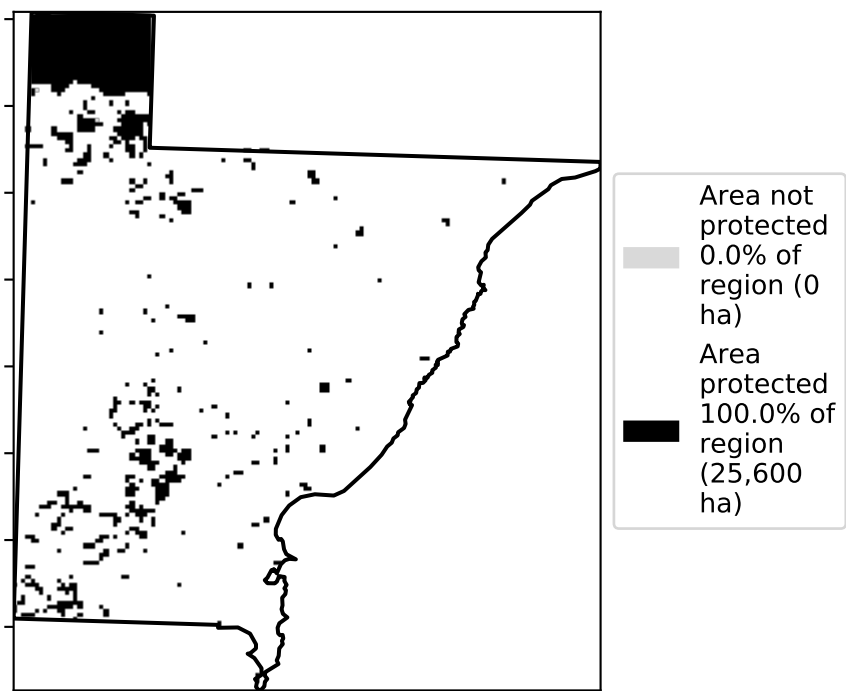 Area not
protected
0.0% of
region (0
ha)
Area
protected
100.0% of
region
(25,600
ha)